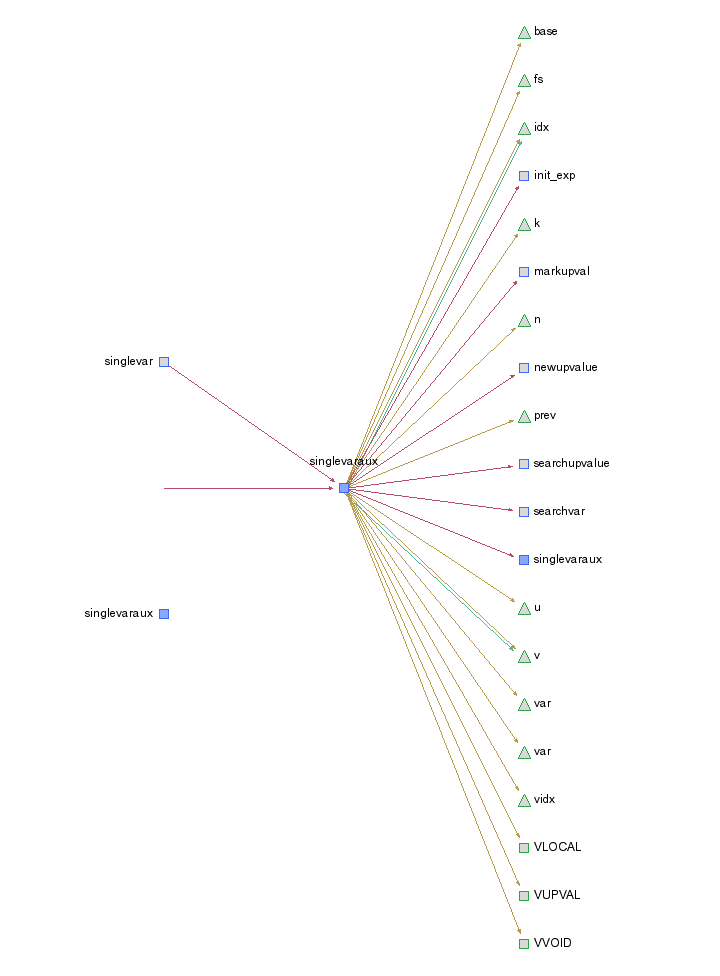 base
fs
idx
init_exp
k
markupval
n
singlevar
newupvalue
prev
singlevaraux
searchupvalue
searchvar
singlevaraux
u
singlevaraux
v
var
var
vidx
VLOCAL
VUPVAL
VVOID